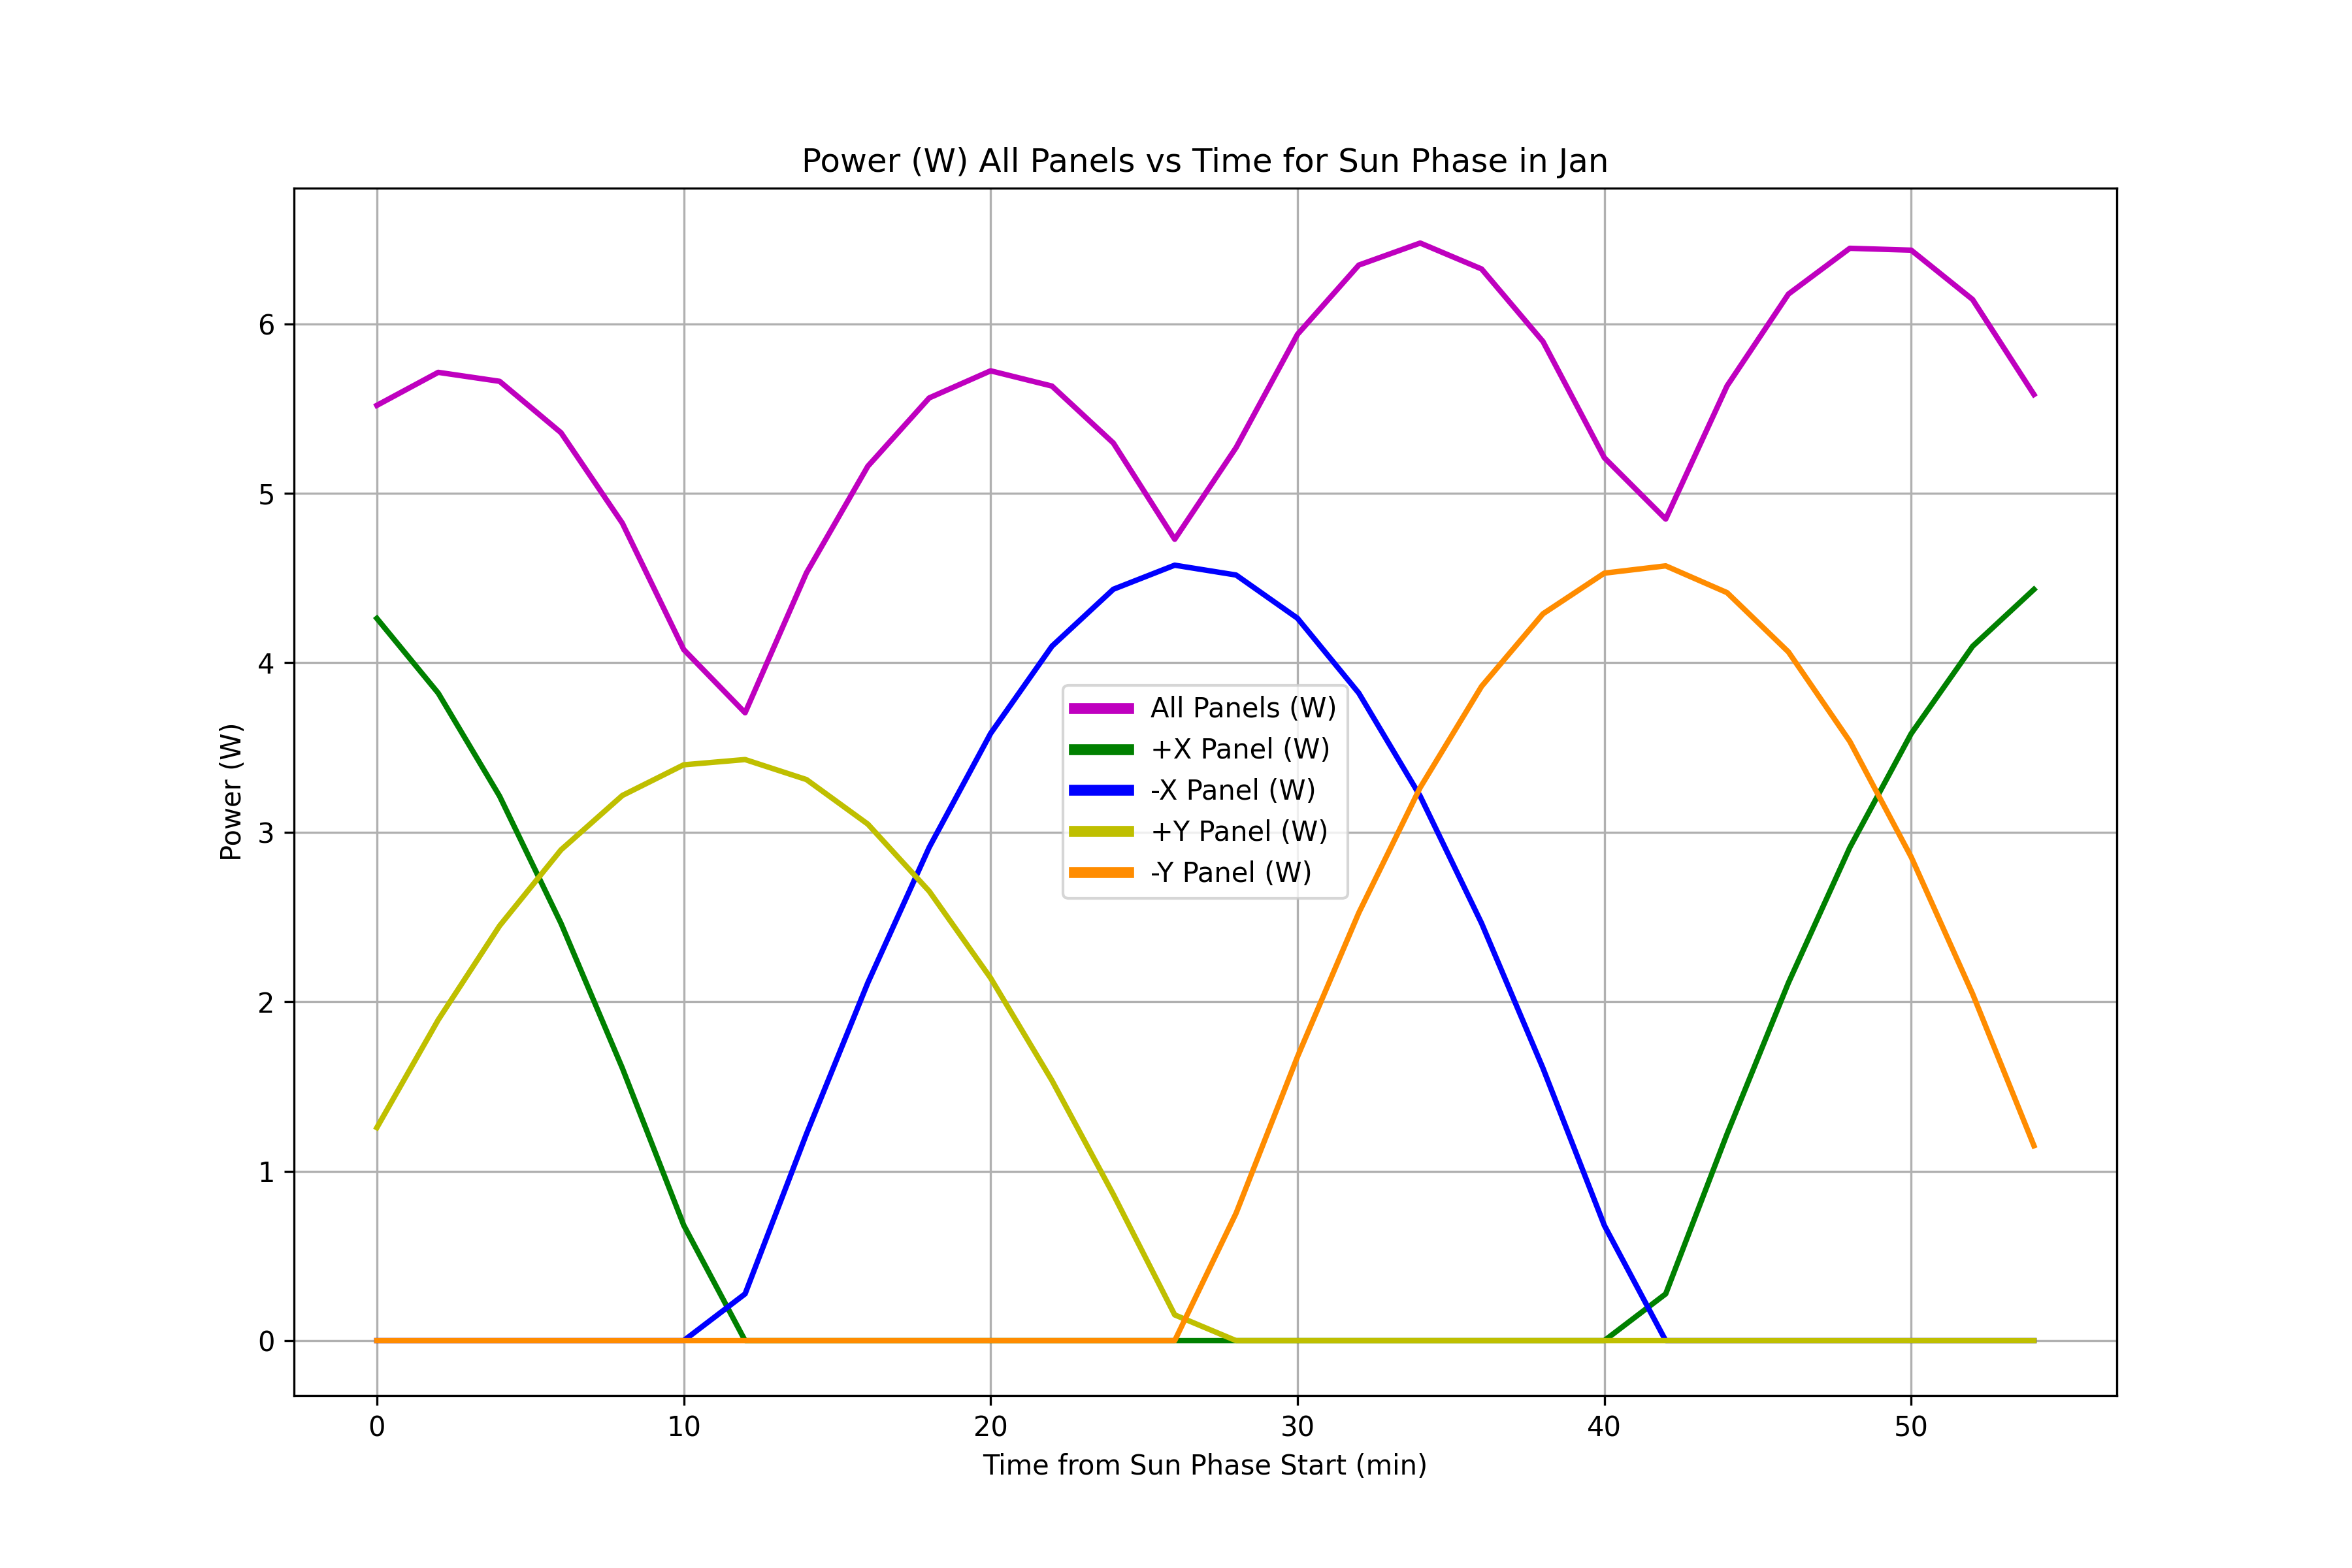 Power (W) All Panels vs Time for Sun Phase in Jan
Power (W)
6
5
4
3
2
1
0
All Panels (W)
+X Panel (W)
-X Panel (W)
+Y Panel (W)
-Y Panel (W)
0 10 20 30 40 50
Time from Sun Phase Start (min)